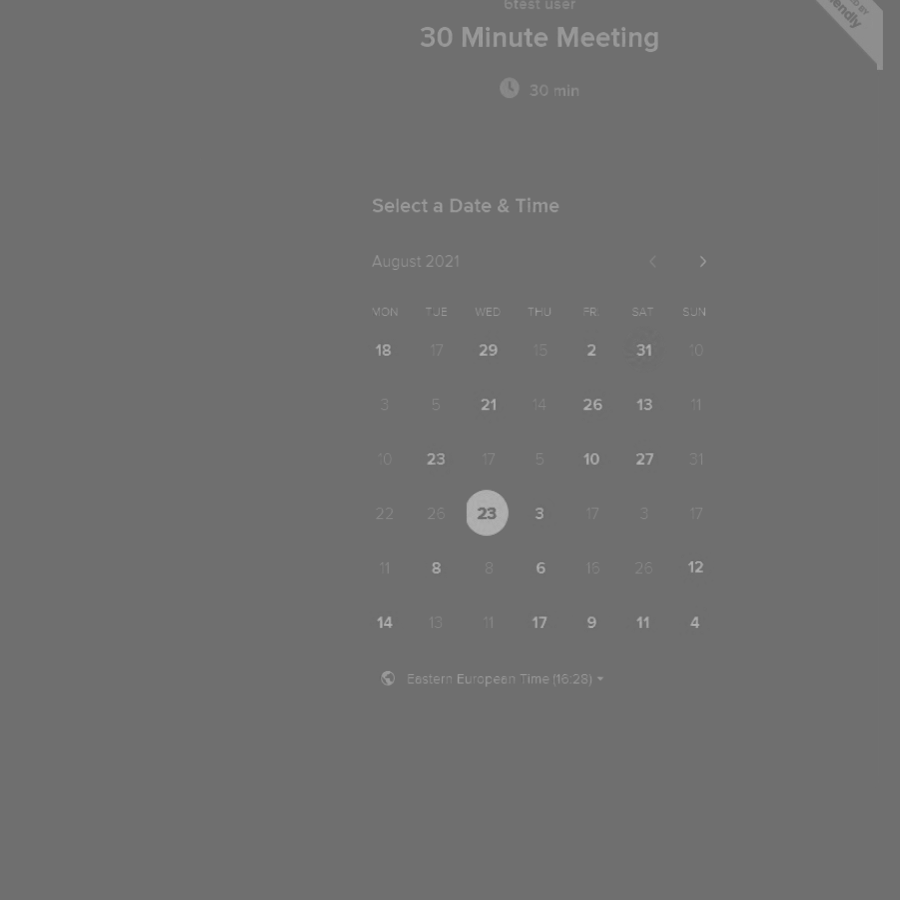 6test user
30 Minute Meeting
30 min
endly
Select a Date & Time
August 2021
MON TUE WED THU FRI SAT SUN
18 17 29 15 2 31 10
3 5 21 14 26 13 11
10 23 17 5 10 27 31
22 26 23 3 17 3 17
11 8 8 6 16 26 12
14 13 11 17 9 11 4
Eastern European Time (16:28)